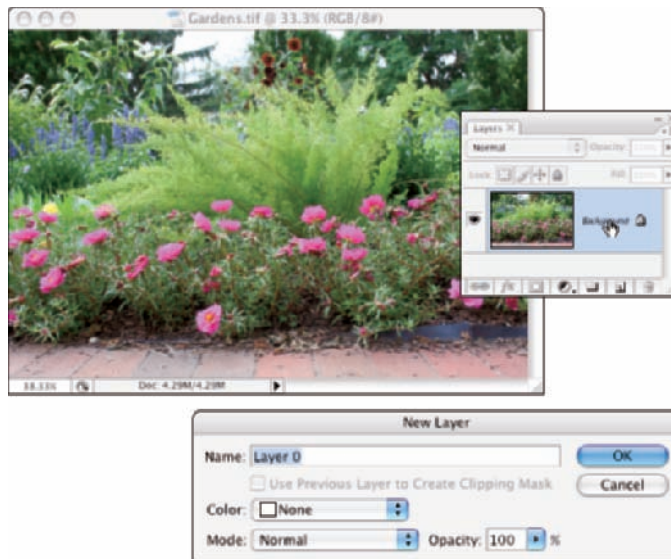 Gardens.tif @ 33.3% (RGB/8#)
Layers
Normal Opacity:
Lock: Fill
Background
33.33% Doc: 4.29M/4.29M
New Layer
Name: Layer 0 OK
Use Previous Layer to Create Clipping Mask Cancel
Color: None
Mode: Normal Opacity: 100 %